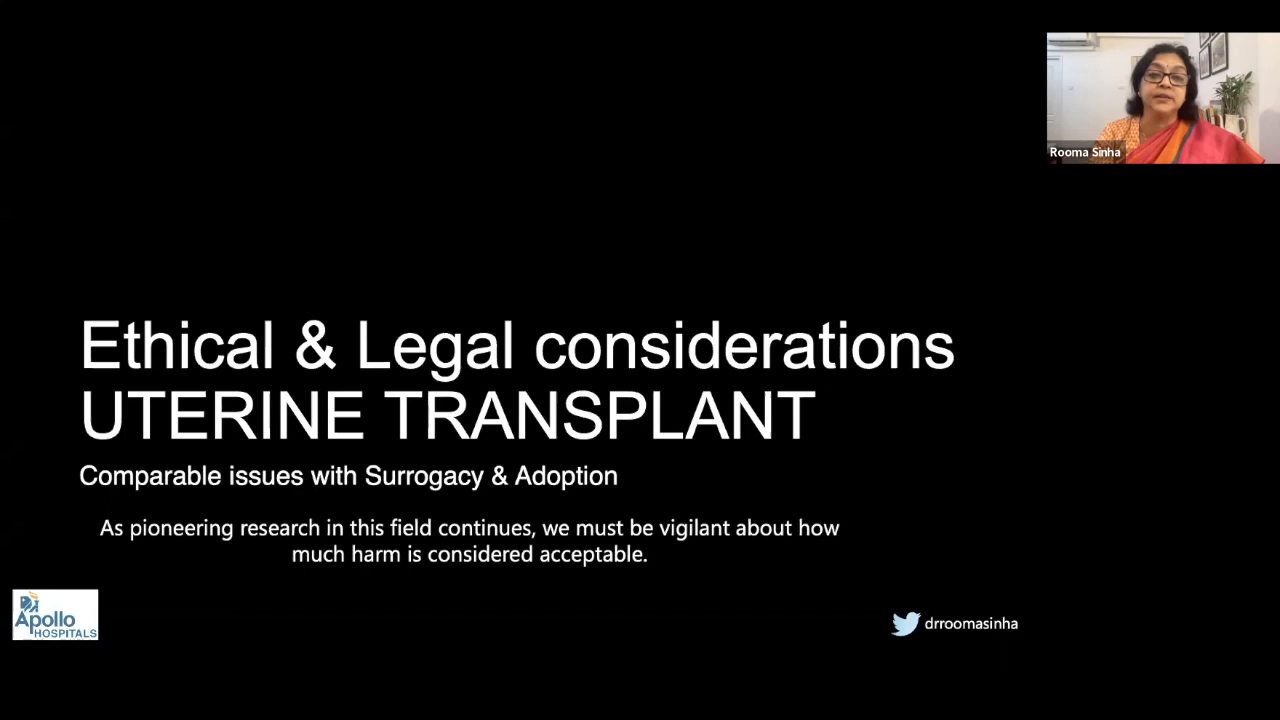 Rooma Sinha
Ethical & Legal considerations
UTERINE TRANSPLANT
Comparable issues with Surrogacy & Adoption
As pioneering research in this field continues, we must be vigilant about how
much harm is considered acceptable.
Apollo
HOSPITALS
drroomasinha